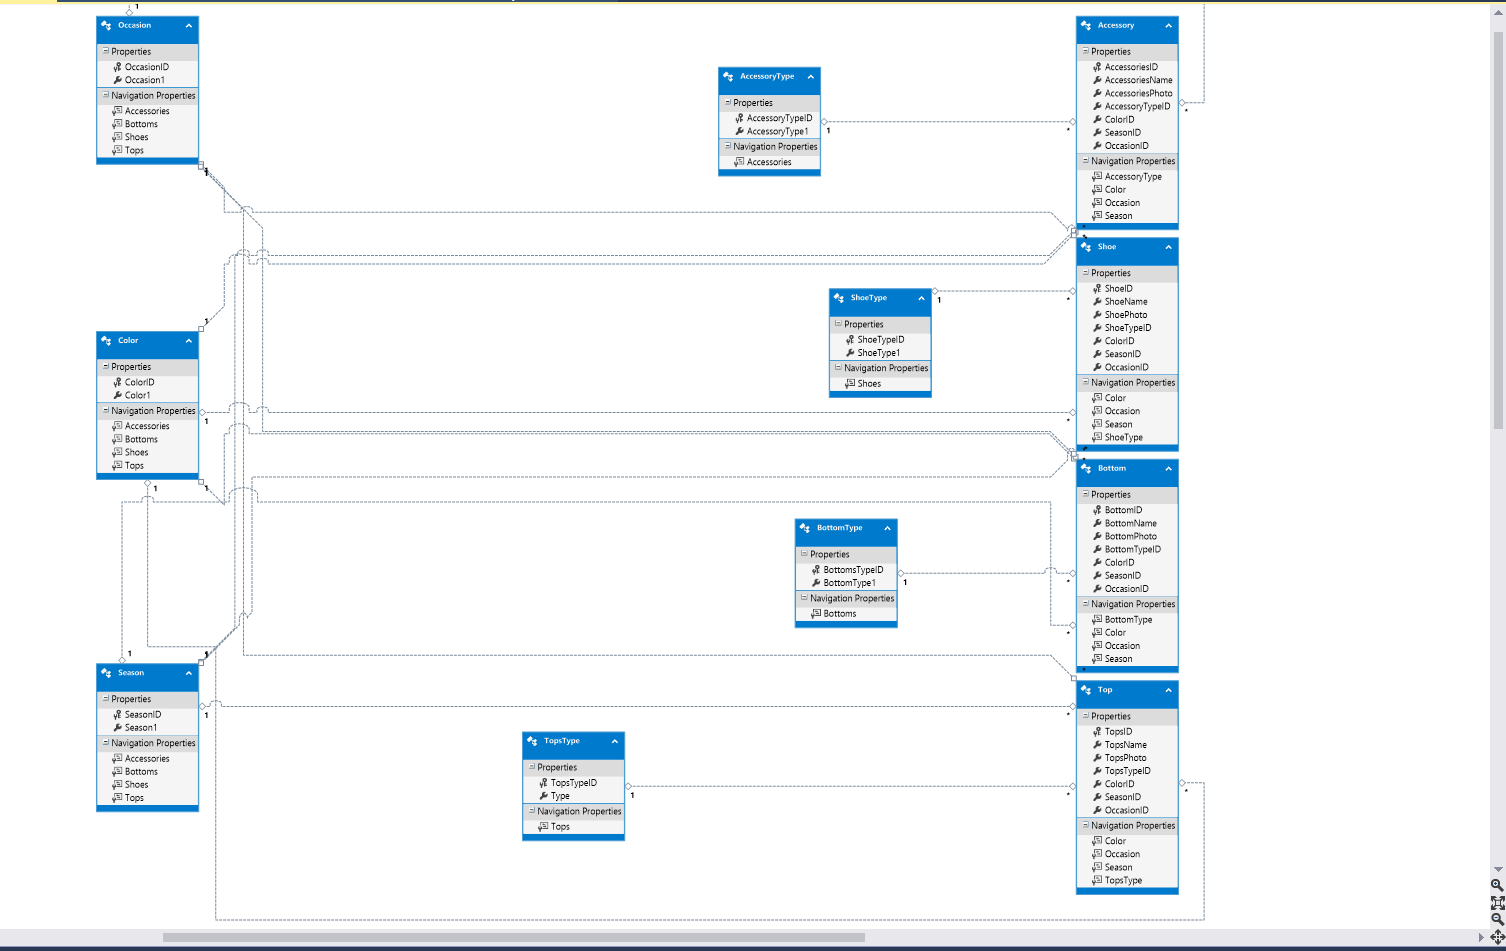 1
Occasion
Properties
OccasionID
Occasion1
Navigation Properties
Accessories
Bottoms
Shoes
Tops
1
AccessoryType
Properties
AccessoryTypeID
AccessoryType1
Navigation Properties
Accessories
1
*
Accessory
Properties
AccessoriesID
AccessoriesName
AccessoriesPhoto
AccessoryTypeID
ColorID
SeasonID
OccasionID
Navigation Properties
AccessoryType
Color
Occasion
Season
*
*
*
Shoe
Properties
ShoeID
ShoeName
ShoePhoto
ShoeTypeID
ColorID
SeasonID
OccasionID
Navigation Properties
Color
Occasion
Season
ShoeType
ShoeType
Properties
ShoeTypeID
ShoeType1
Navigation Properties
Shoes
1
*
1
Color
Properties
ColorID
Color1
Navigation Properties
Accessories
Bottoms
Shoes
Tops
1
*
1
1
*
*
Bottom
Properties
BottomID
BottomName
BottomPhoto
BottomTypeID
ColorID
SeasonID
OccasionID
Navigation Properties
BottomType
Color
Occasion
Season
BottomType
Properties
BottomsTypeID
BottomType1
Navigation Properties
Bottoms
1
*
*
1
1
Season
Properties
SeasonID
Season1
Navigation Properties
Accessories
Bottoms
Shoes
Tops
1
*
*
TopsType
Properties
TopsTypeID
Type
Navigation Properties
Tops
1
*
Top
Properties
TopsID
TopsName
TopsPhoto
TopsTypeID
ColorID
SeasonID
OccasionID
Navigation Properties
Color
Occasion
Season
TopsType
*